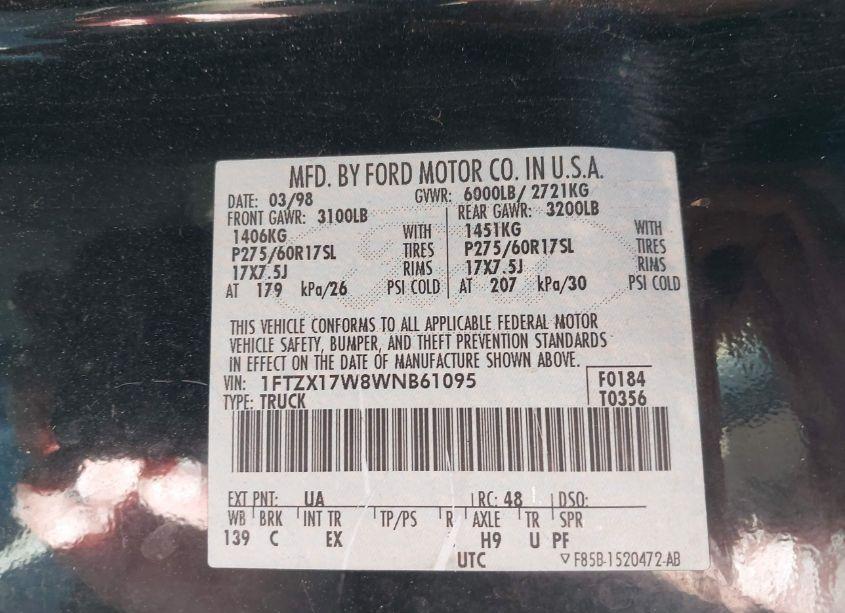 MFD. BY FORD MOTOR CO. IN U.S.A.
DATE: 03/98 GVWR: 6000LB/ 2721KG
FRONT GAWR: 3100LB REAR GAWR: 3200LB
1406KG WITH 1451KG WITH
P275/60R17SL TIRES P275/60R17SL TIRES
17X7.5J RIMS 17X7.5J RIMS
AT 179 kPa/26 PSI COLD AT 207 kPa/30 PSI COLD
THIS VEHICLE CONFORMS TO ALL APPLICABLE FEDERAL MOTOR
VEHICLE SAFETY, BUMPER, AND THEFT PREVENTION STANDARDS
IN EFFECT ON THE DATE OF MANUFACTURE SHOWN ABOVE.
VIN: 1FTZX17W8WNB61095 F0184
TYPE: TRUCK T0356
EXT PNT: UA RC: 48 DSO:
WB BRK INT TR TP/PS R AXLE TR SPR
139 C EX H9 U PF
UTC F85B-1520472-AB